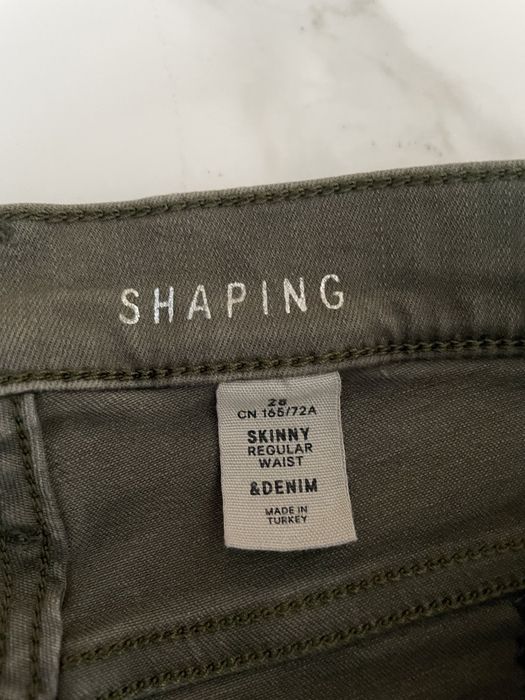 SHAPING
28
CN 165/72A
SKINNY
REGULAR
WAIST
&DENIM
MADE IN
TURKEY